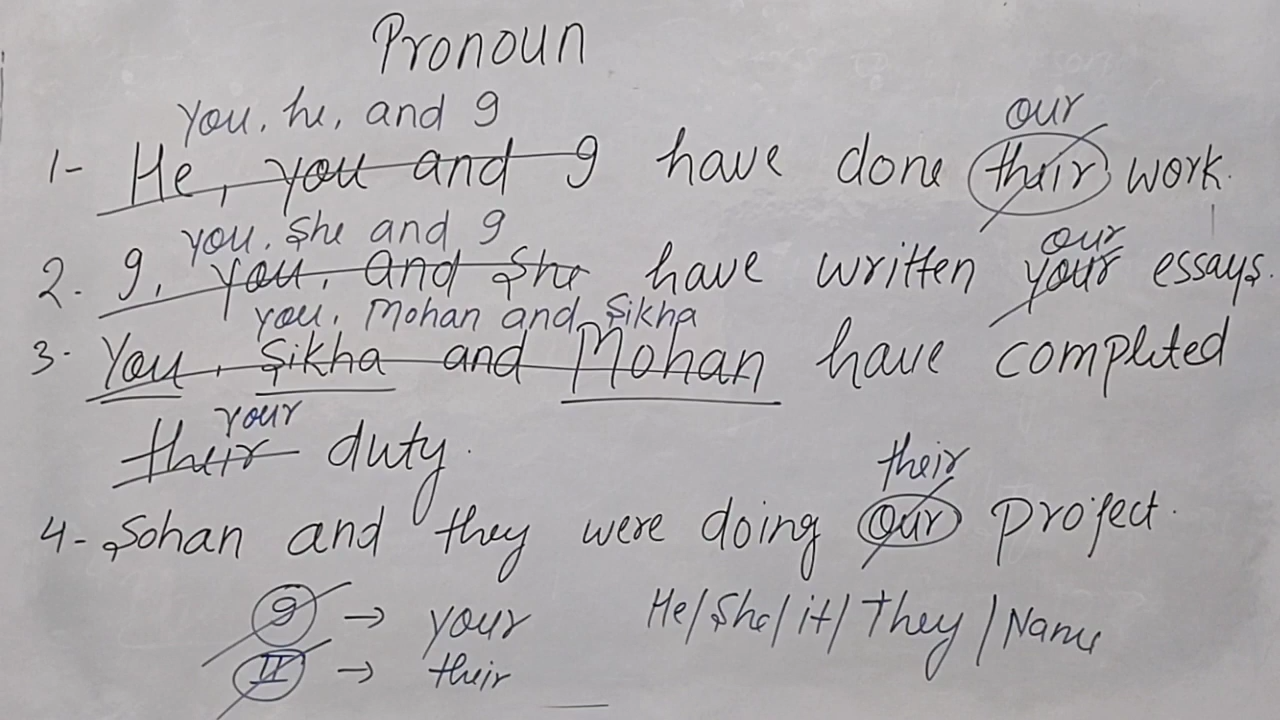 Pronoun
you, he, and I
our
1- He, you and I have done their work.
you, She and I
our
2. I, you, and She have written your essays.
you, Mohan and Sikha
3- You, Sikha and Mohan have completed
your
their duty.
their
4- Sohan and they were doing our project.
I → your He/She/it/They/Name
II → their